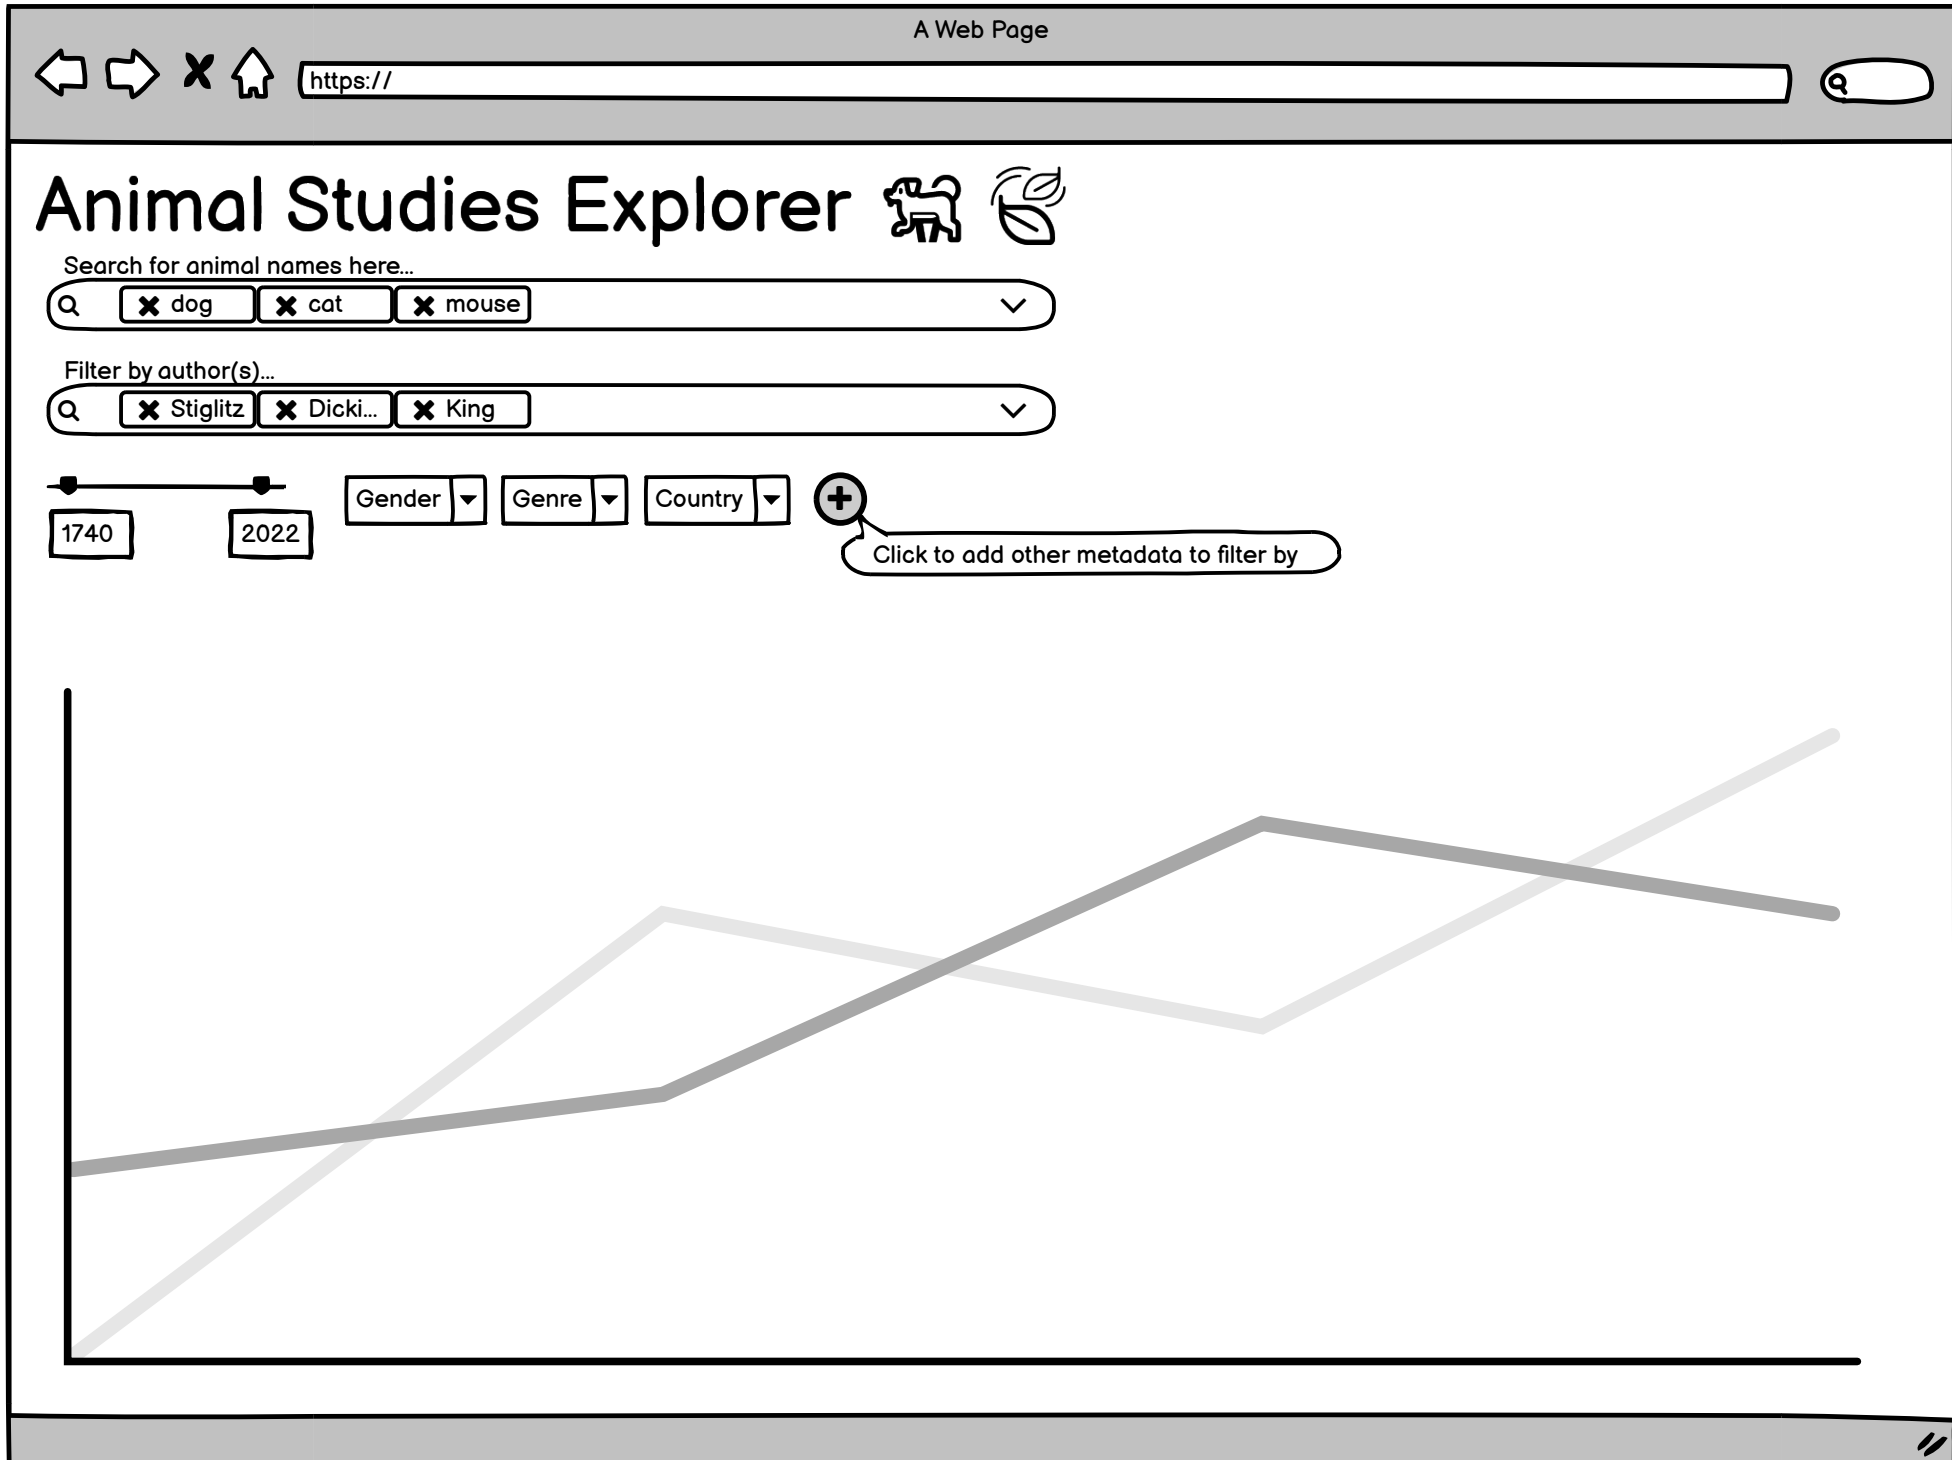 A Web Page
https://
Animal Studies Explorer
Search for animal names here...
dog cat mouse
Filter by author(s)...
Stiglitz Dicki... King
Gender Genre Country
1740 2022
Click to add other metadada to filter by